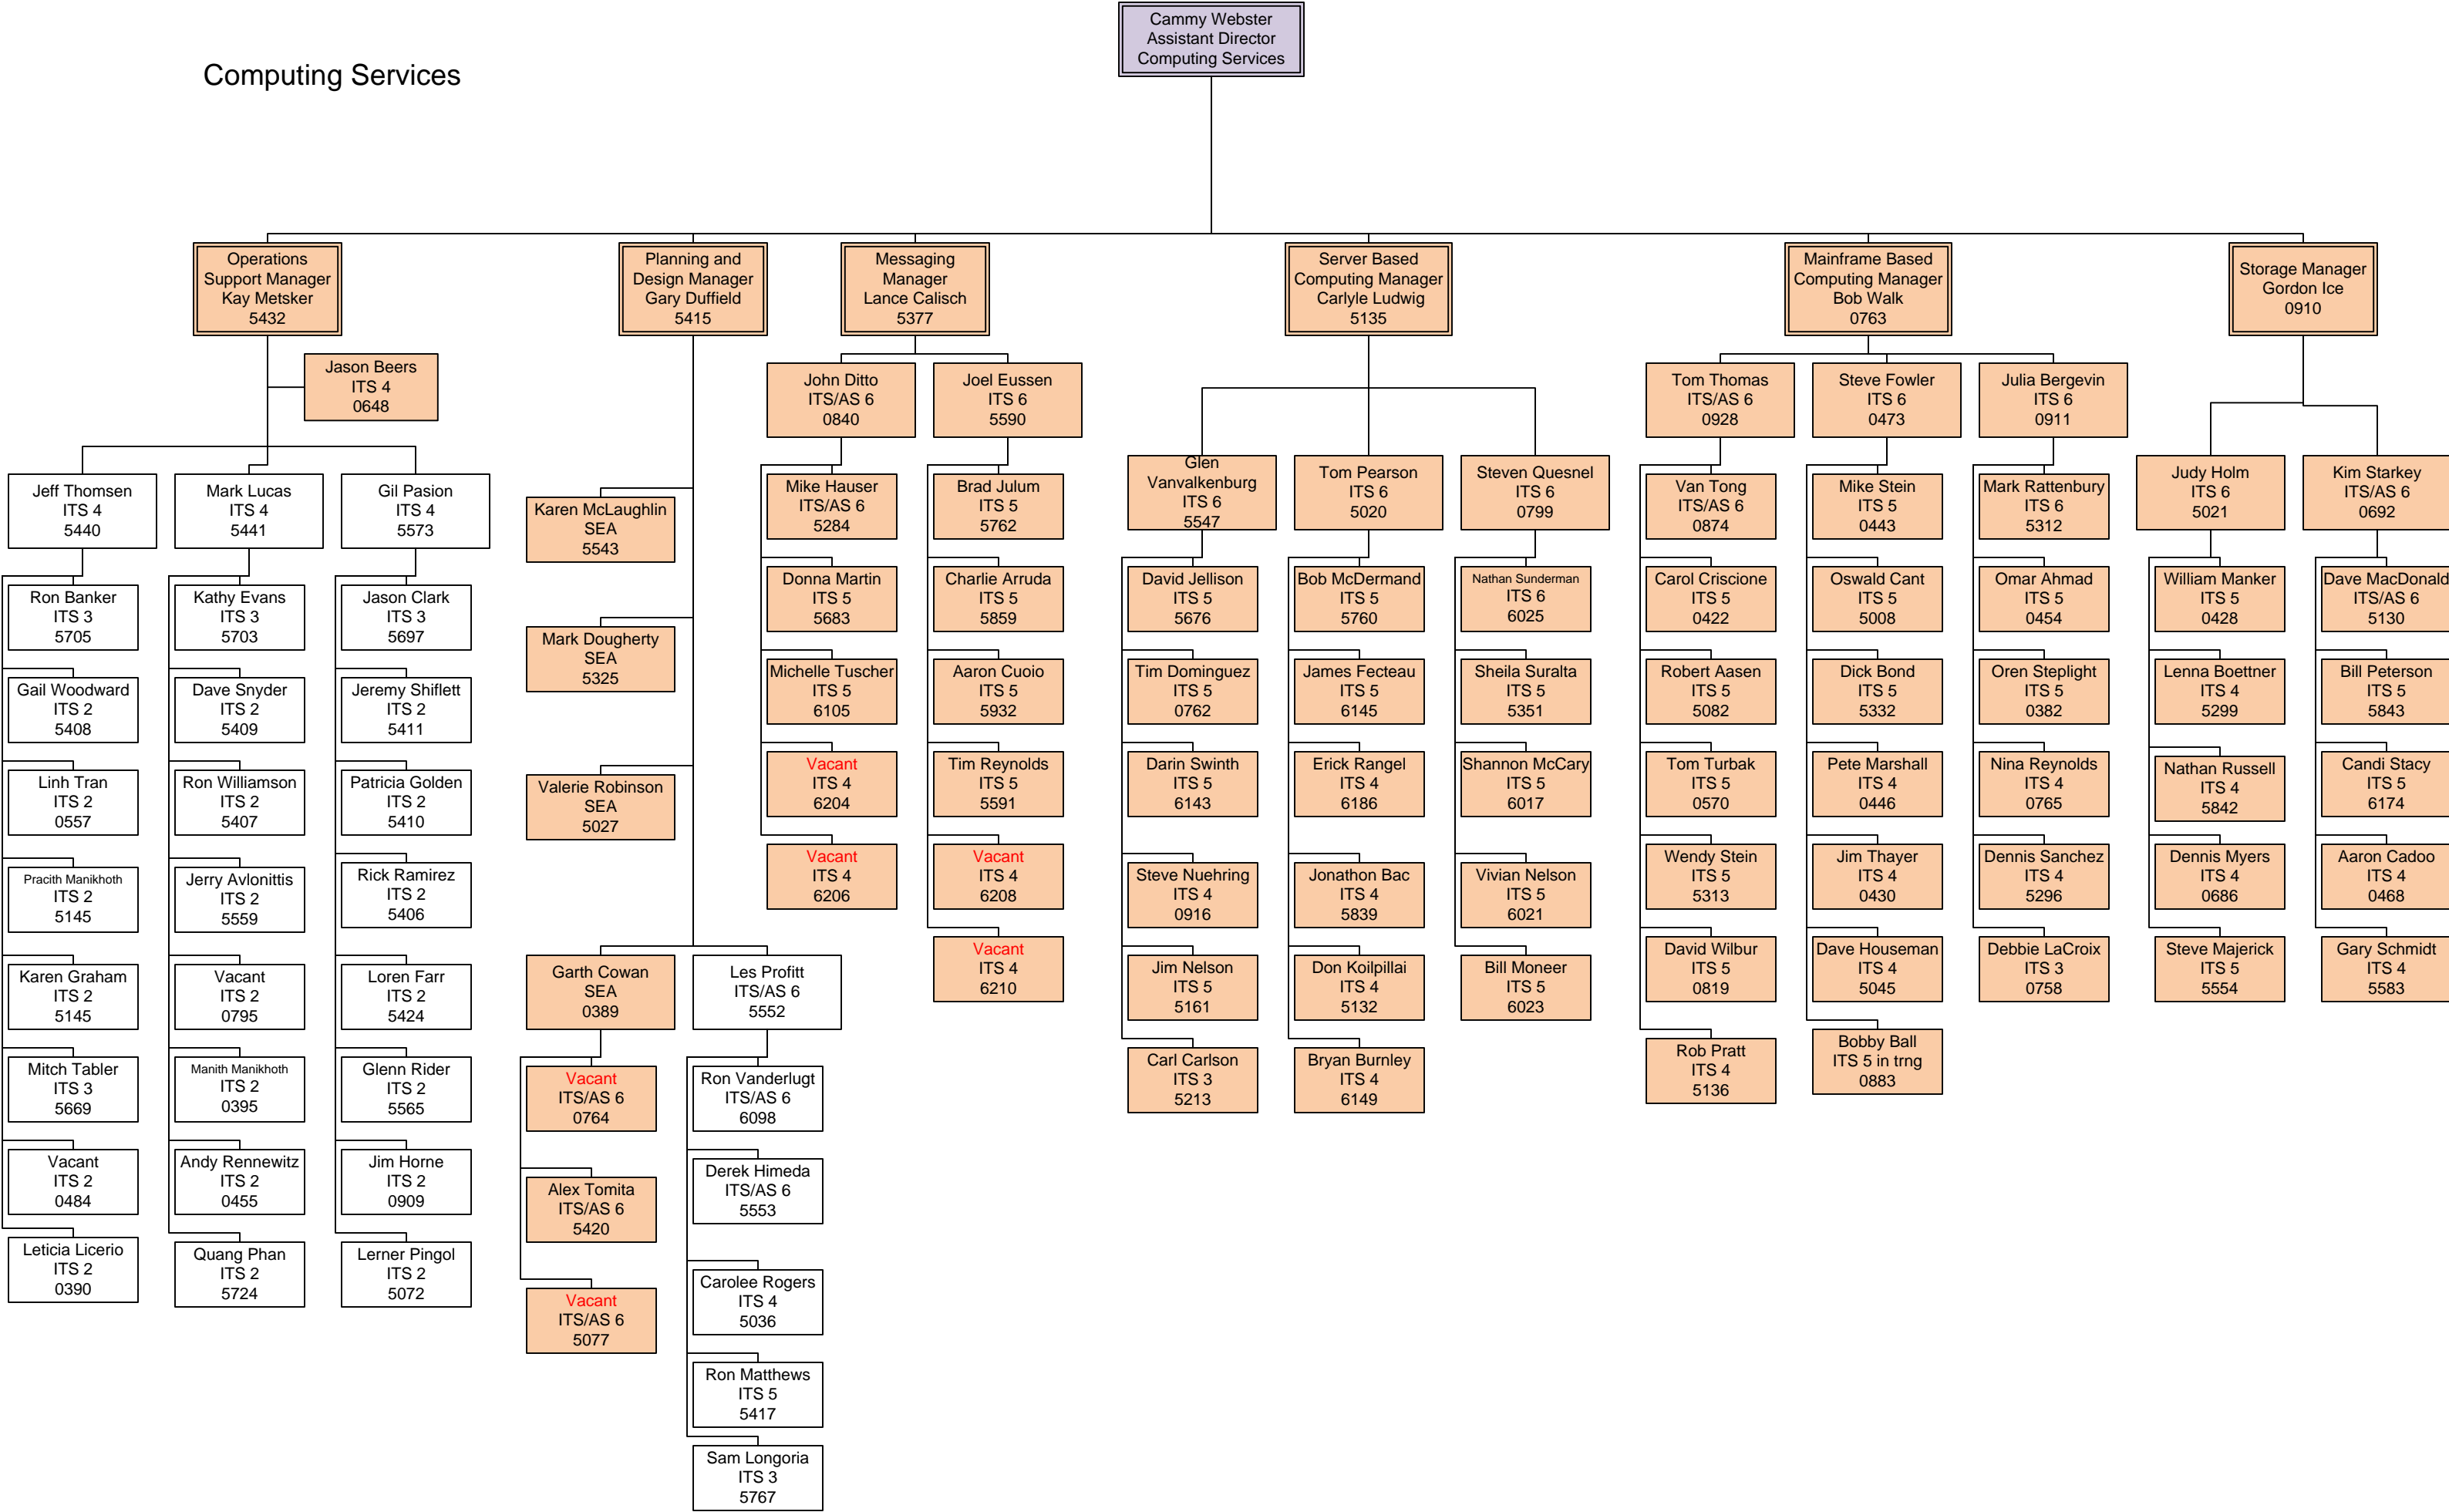 Cammy Webster
Assistant Director
Computing Services
Computing Services
Operations
Support Manager
Kay Metsker
5432
Planning and
Design Manager
Gary Duffield
5415
Messaging
Manager
Lance Calisch
5377
Server Based
Computing Manager
Carlyle Ludwig
5135
Mainframe Based
Computing Manager
Bob Walk
0763
Storage Manager
Gordon Ice
0910
Jason Beers
ITS 4
0648
Jeff Thomsen
ITS 4
5440
Ron Banker
ITS 3
5705
Gail Woodward
ITS 2
5408
Linh Tran
ITS 2
0557
Pracith Manikhoth
ITS 2
5145
Karen Graham
ITS 2
5145
Mitch Tabler
ITS 3
5669
Vacant
ITS 2
0484
Leticia Licerio
ITS 2
0390
Mark Lucas
ITS 4
5441
Kathy Evans
ITS 3
5703
Dave Snyder
ITS 2
5409
Ron Williamson
ITS 2
5407
Jerry Avlonittis
ITS 2
5559
Vacant
ITS 2
0795
Manith Manikhoth
ITS 2
0395
Andy Rennewitz
ITS 2
0455
Quang Phan
ITS 2
5724
Gil Pasion
ITS 4
5573
Jason Clark
ITS 3
5697
Jeremy Shiflett
ITS 2
5411
Patricia Golden
ITS 2
5410
Rick Ramirez
ITS 2
5406
Loren Farr
ITS 2
5424
Glenn Rider
ITS 2
5565
Jim Horne
ITS 2
0909
Lerner Pingol
ITS 2
5072
Karen McLaughlin
SEA
5543
Mark Dougherty
SEA
5325
Valerie Robinson
SEA
5027
Garth Cowan
SEA
0389
Vacant
ITS/AS 6
0764
Alex Tomita
ITS/AS 6
5420
Vacant
ITS/AS 6
5077
Les Profitt
ITS/AS 6
5552
Ron Vanderlugt
ITS/AS 6
6098
Derek Himeda
ITS/AS 6
5553
Carolee Rogers
ITS 4
5036
Ron Matthews
ITS 5
5417
Sam Longoria
ITS 3
5767
John Ditto
ITS/AS 6
0840
Mike Hauser
ITS/AS 6
5284
Donna Martin
ITS 5
5683
Michelle Tuscher
ITS 5
6105
Vacant
ITS 4
6204
Vacant
ITS 4
6206
Joel Eussen
ITS 6
5590
Brad Julum
ITS 5
5762
Charlie Arruda
ITS 5
5859
Aaron Cuoio
ITS 5
5932
Tim Reynolds
ITS 5
5591
Vacant
ITS 4
6208
Vacant
ITS 4
6210
Glen
Vanvalkenburg
ITS 6
5547
David Jellison
ITS 5
5676
Tim Dominguez
ITS 5
0762
Darin Swinth
ITS 5
6143
Steve Nuehring
ITS 4
0916
Jim Nelson
ITS 5
5161
Carl Carlson
ITS 3
5213
Tom Pearson
ITS 6
5020
Bob McDermand
ITS 5
5760
James Fecteau
ITS 5
6145
Erick Rangel
ITS 4
6186
Jonathon Bac
ITS 4
5839
Don Koilpillai
ITS 4
5132
Bryan Burnley
ITS 4
6149
Steven Quesnel
ITS 6
0799
Nathan Sunderman
ITS 6
6025
Sheila Suralta
ITS 5
5351
Shannon McCary
ITS 5
6017
Vivian Nelson
ITS 5
6021
Bill Moneer
ITS 5
6023
Tom Thomas
ITS/AS 6
0928
Van Tong
ITS/AS 6
0874
Carol Criscione
ITS 5
0422
Robert Aasen
ITS 5
5082
Tom Turbak
ITS 5
0570
Wendy Stein
ITS 5
5313
David Wilbur
ITS 5
0819
Rob Pratt
ITS 4
5136
Steve Fowler
ITS 6
0473
Mike Stein
ITS 5
0443
Oswald Cant
ITS 5
5008
Dick Bond
ITS 5
5332
Pete Marshall
ITS 4
0446
Jim Thayer
ITS 4
0430
Dave Houseman
ITS 4
5045
Bobby Ball
ITS 5 in trng
0883
Julia Bergevin
ITS 6
0911
Mark Rattenbury
ITS 6
5312
Omar Ahmad
ITS 5
0454
Oren Steplight
ITS 5
0382
Nina Reynolds
ITS 4
0765
Dennis Sanchez
ITS 4
5296
Debbie LaCroix
ITS 3
0758
Judy Holm
ITS 6
5021
William Manker
ITS 5
0428
Lenna Boettner
ITS 4
5299
Nathan Russell
ITS 4
5842
Dennis Myers
ITS 4
0686
Steve Majerick
ITS 5
5554
Kim Starkey
ITS/AS 6
0692
Dave MacDonald
ITS/AS 6
5130
Bill Peterson
ITS 5
5843
Candi Stacy
ITS 5
6174
Aaron Cadoo
ITS 4
0468
Gary Schmidt
ITS 4
5583